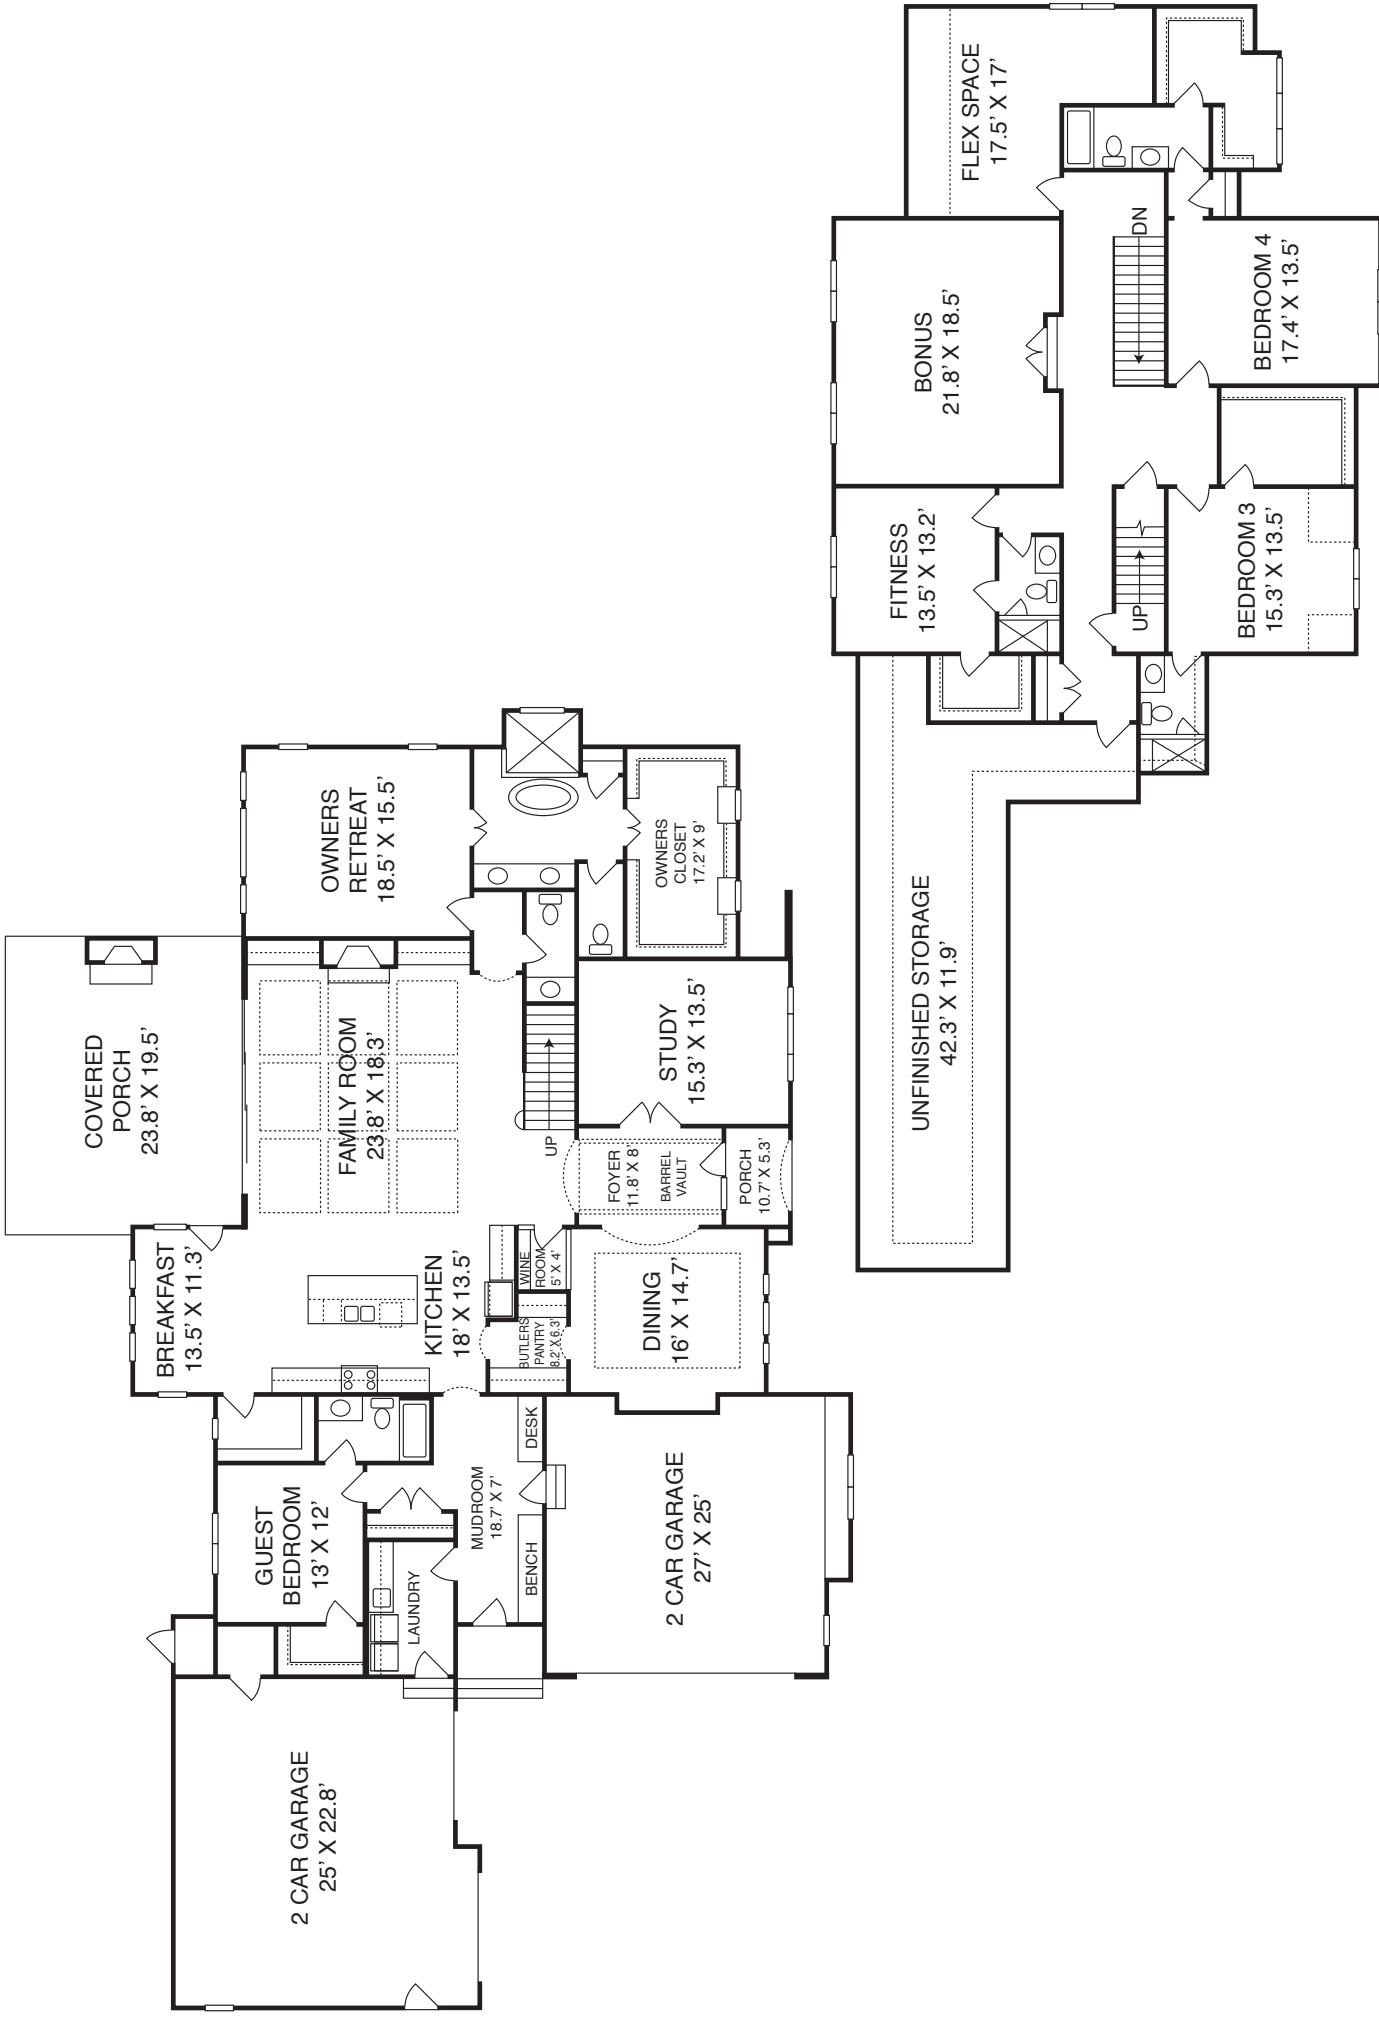 COVERED
PORCH
23.8' X 19.5'
OWNERS
RETREAT
18.5' X 15.5'
OWNERS
CLOSET
17.2' X 9'
FAMILY ROOM
23.8' X 18.3'
STUDY
15.3' X 13.5'
UP
FOYER
11.8' X 8'
BARREL
VAULT
PORCH
10.7' X 5.3'
BREAKFAST
13.5' X 11.3'
KITCHEN
18' X 13.5'
WINE
ROOM
5' X 4'
BUTLERS
PANTRY
8.2' X 6.3'
DINING
16' X 14.7'
GUEST
BEDROOM
13' X 12'
MUDROOM
18.7' X 7'
DESK
BENCH
LAUNDRY
2 CAR GARAGE
27' X 25'
2 CAR GARAGE
25' X 22.8'
FLEX SPACE
17.5' X 17'
BONUS
21.8' X 18.5'
DN
BEDROOM 4
17.4' X 13.5'
FITNESS
13.5' X 13.2'
UP
BEDROOM 3
15.3' X 13.5'
UNFINISHED STORAGE
42.3' X 11.9'